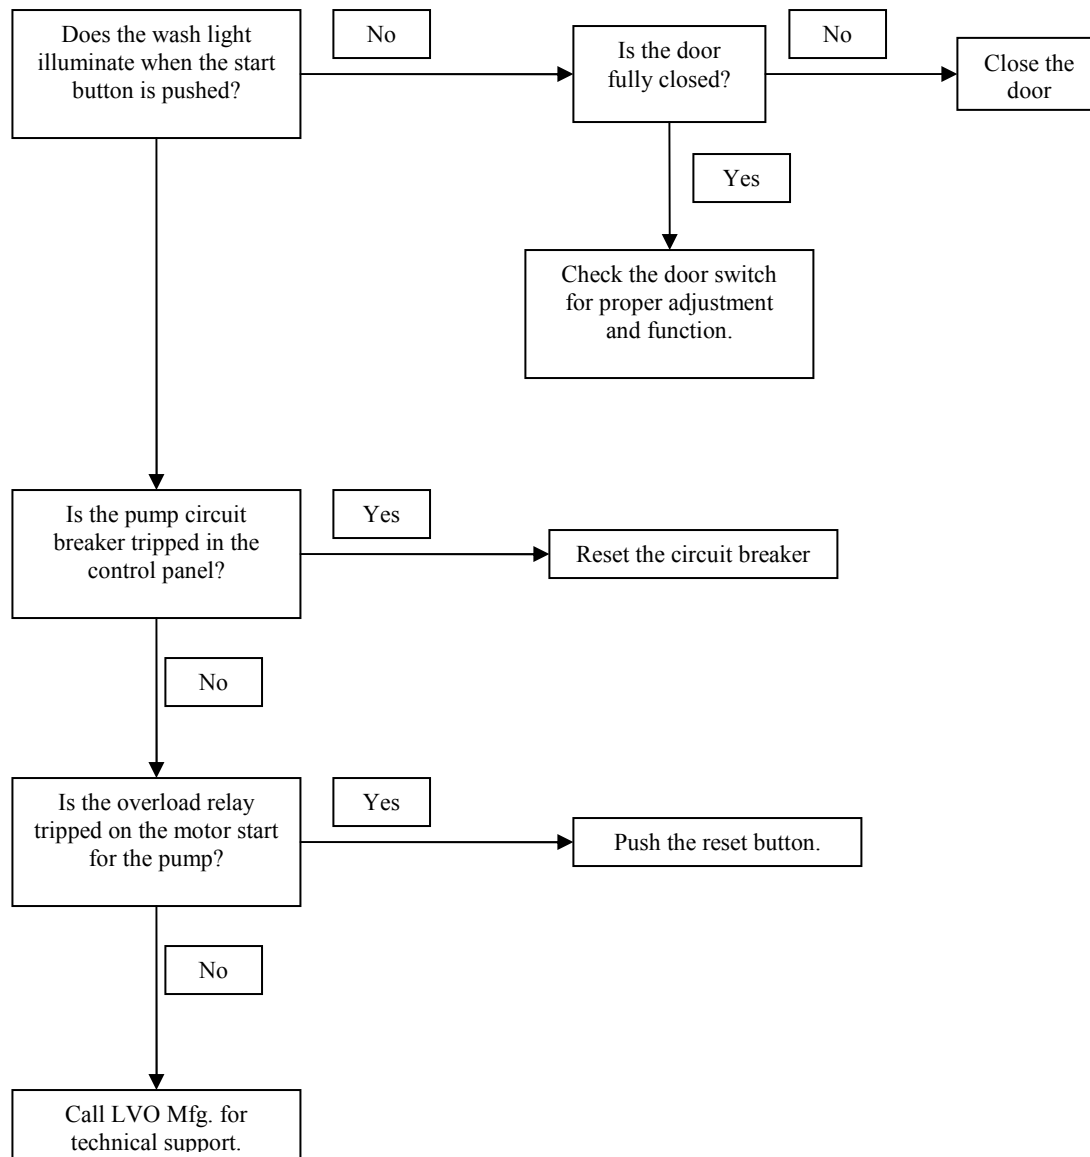 Does the wash light
illuminate when the start
button is pushed?
No
Is the door
fully closed?
No
Close the
door
Yes
Check the door switch
for proper adjustment
and function.
Is the pump circuit
breaker tripped in the
control panel?
Yes
Reset the circuit breaker
No
Is the overload relay
tripped on the motor start
for the pump?
Yes
Push the reset button.
No
Call LVO Mfg. for
technical support.